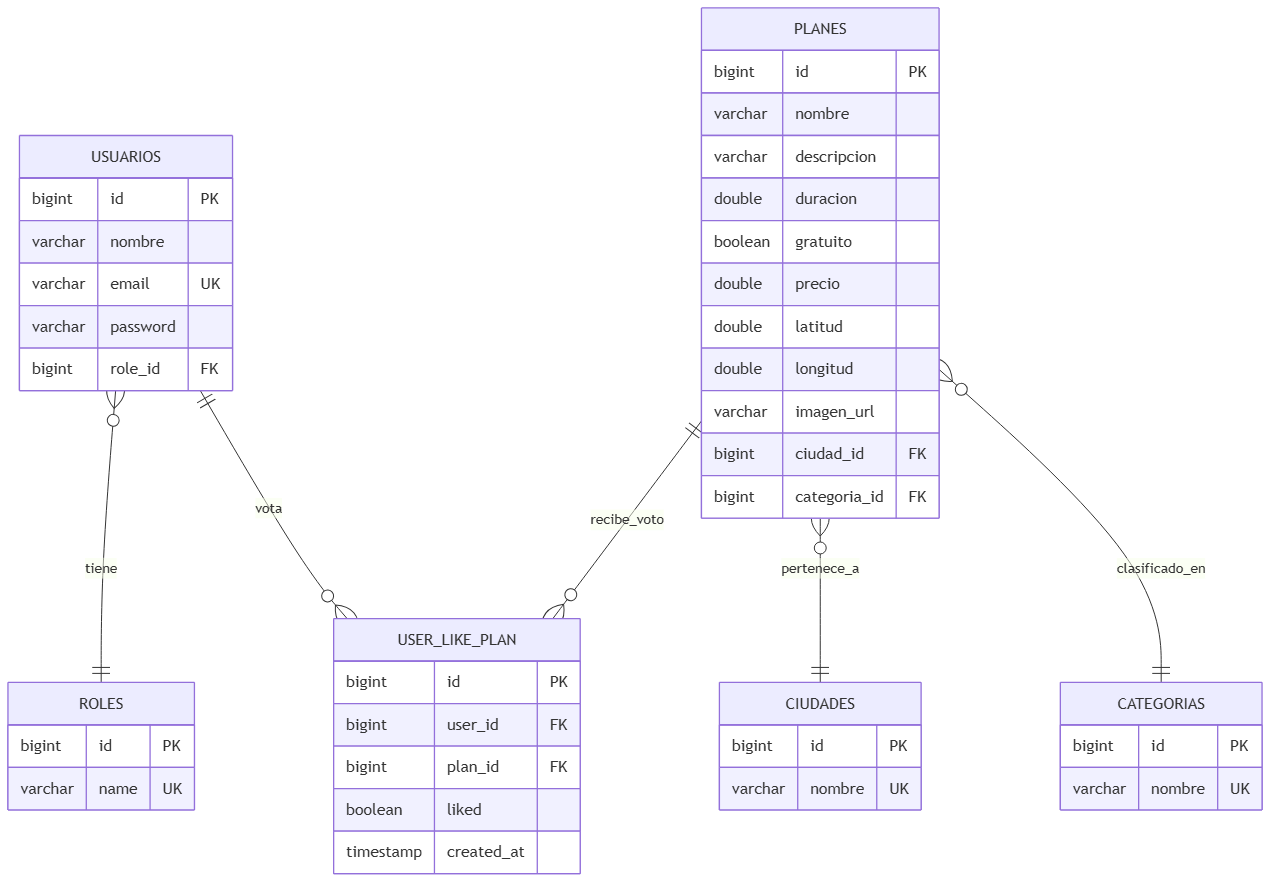 PLANES
bigint id PK
varchar nombre
varchar descripcion
double duracion
boolean gratuito
double precio
double latitud
double longitud
varchar imagen_url
bigint ciudad_id FK
bigint categoria_id FK
USUARIOS
bigint id PK
varchar nombre
varchar email UK
varchar password
bigint role_id FK
vota
recibe_voto
tiene
pertenece_a
clasificado_en
USER_LIKE_PLAN
bigint id PK
bigint user_id FK
bigint plan_id FK
boolean liked
timestamp created_at
ROLES
bigint id PK
varchar name UK
CIUDADES
bigint id PK
varchar nombre UK
CATEGORIAS
bigint id PK
varchar nombre UK